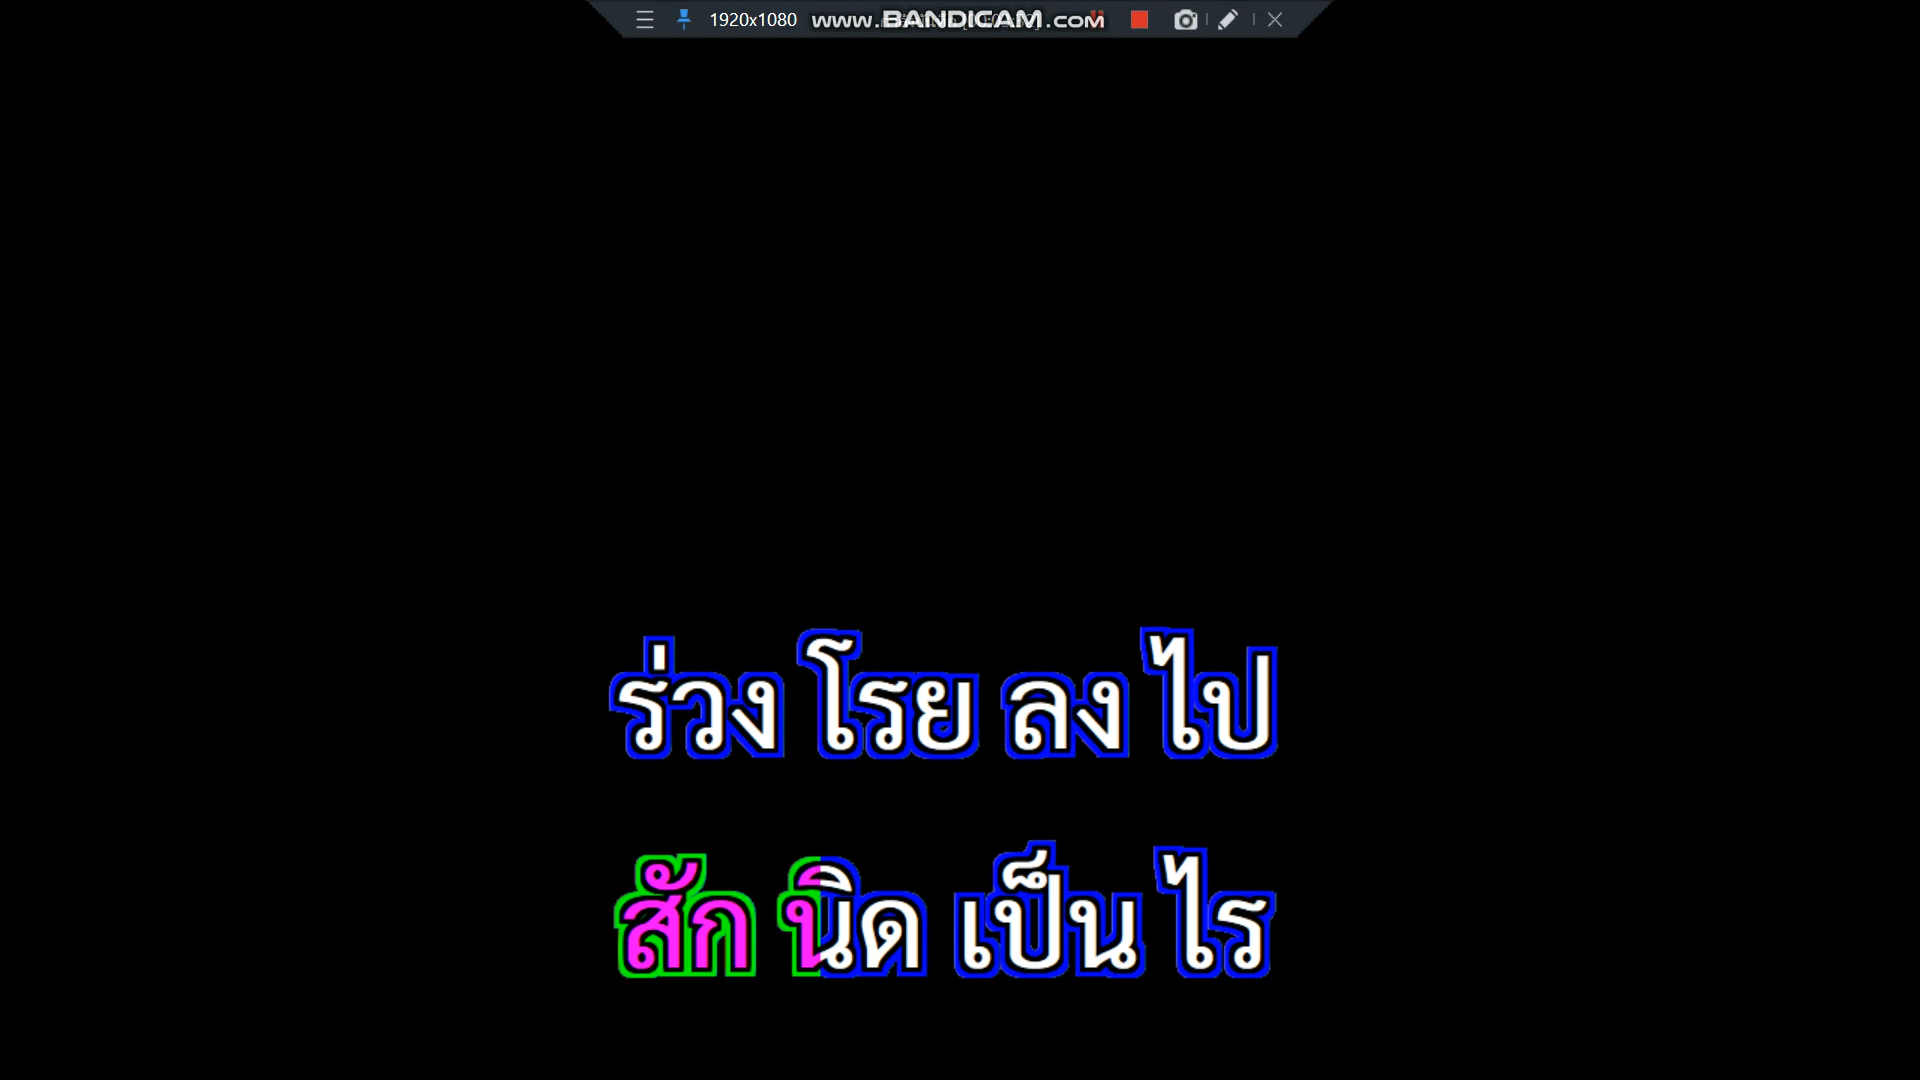 1920x1080 www.BANDICAM.com
ร่วง โรย ลง ไป
สัก นิด เป็น ไร